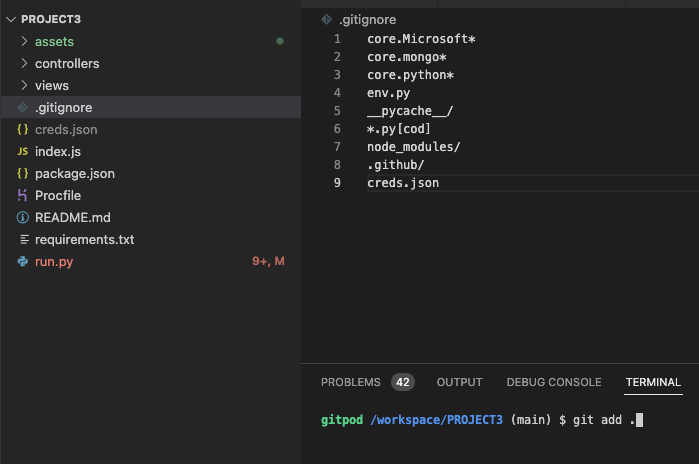 PROJECT3
assets
controllers
views
.gitignore
{} creds.json
JS index.js
{} package.json
Procfile
README.md
requirements.txt
run.py 9+, M
.gitignore
1 core.Microsoft*
2 core.mongo*
3 core.python*
4 env.py
5 __pycache__/
6 *.py[cod]
7 node_modules/
8 .github/
9 creds.json
PROBLEMS 42 OUTPUT DEBUG CONSOLE TERMINAL
gitpod /workspace/PROJECT3 (main) $ git add .